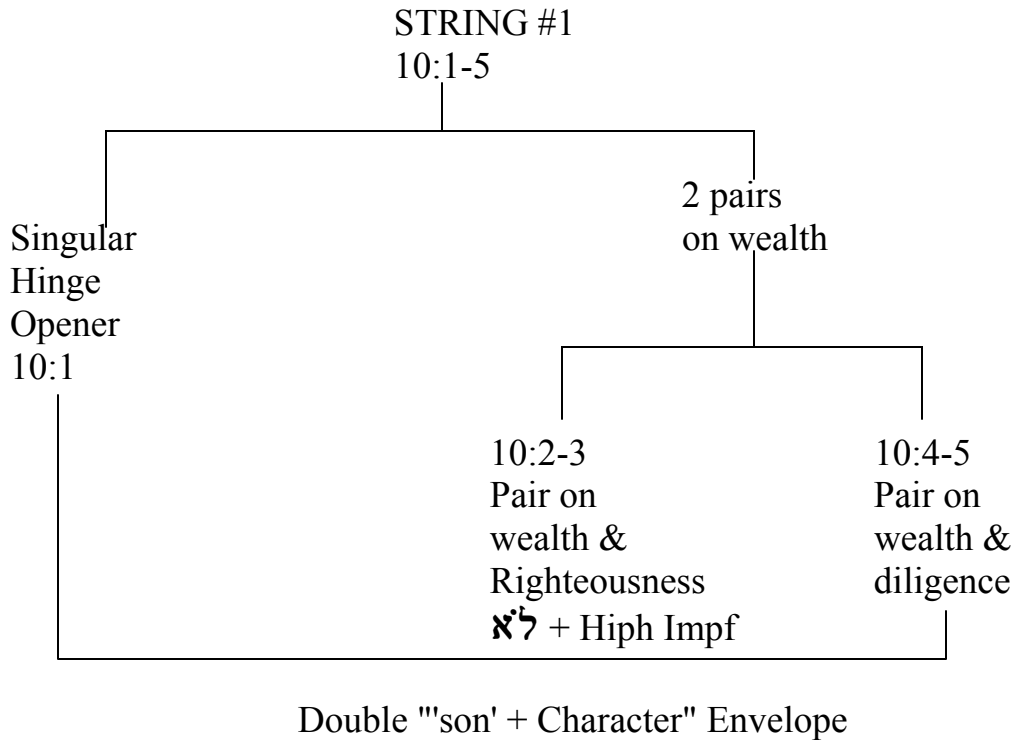 STRING #1
10:1-5
2 pairs
on wealth
Singular
Hinge
Opener
10:1
10:2-3
Pair on
wealth &
Righteousness
לֹא + Hiph Impf
10:4-5
Pair on
wealth &
diligence
Double "'son' + Character" Envelope